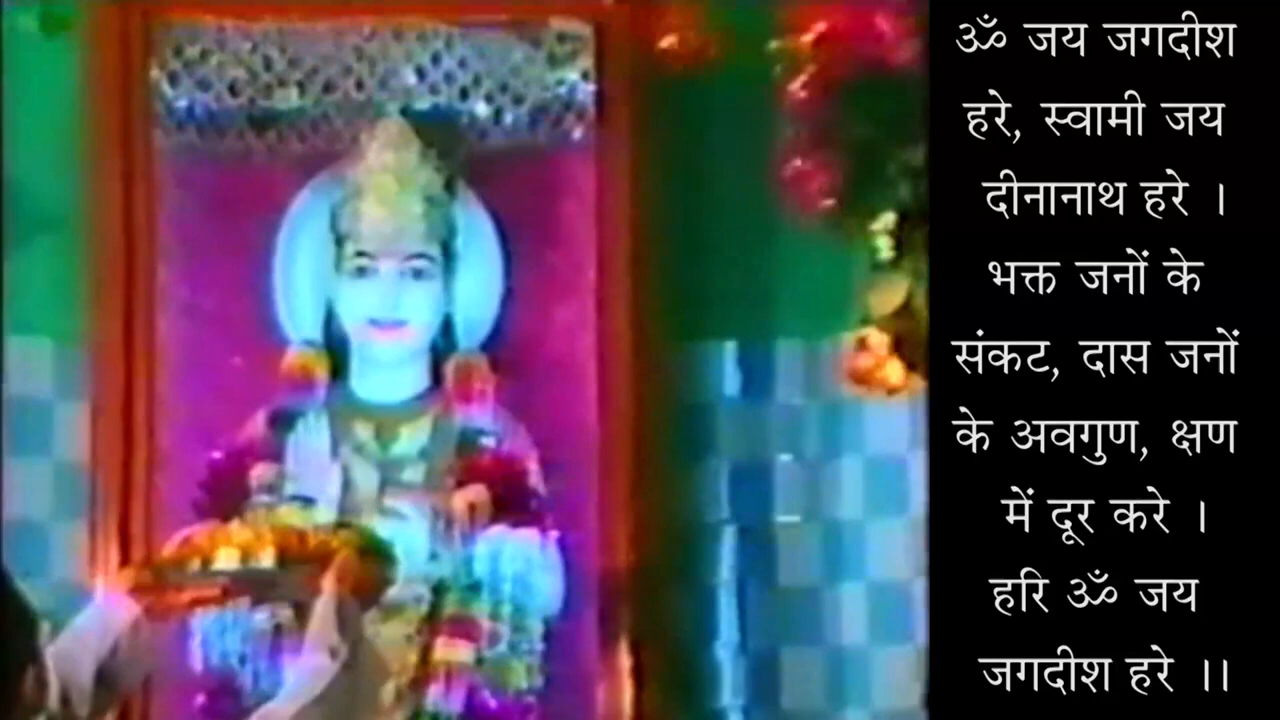 ॐ जय जगदीश
हरे, स्वामी जय
दीनानाथ हरे ।
भक्त जनों के
संकट, दास जनों
के अवगुण, क्षण
में दूर करे ।
हरि ॐ जय
जगदीश हरे ।।